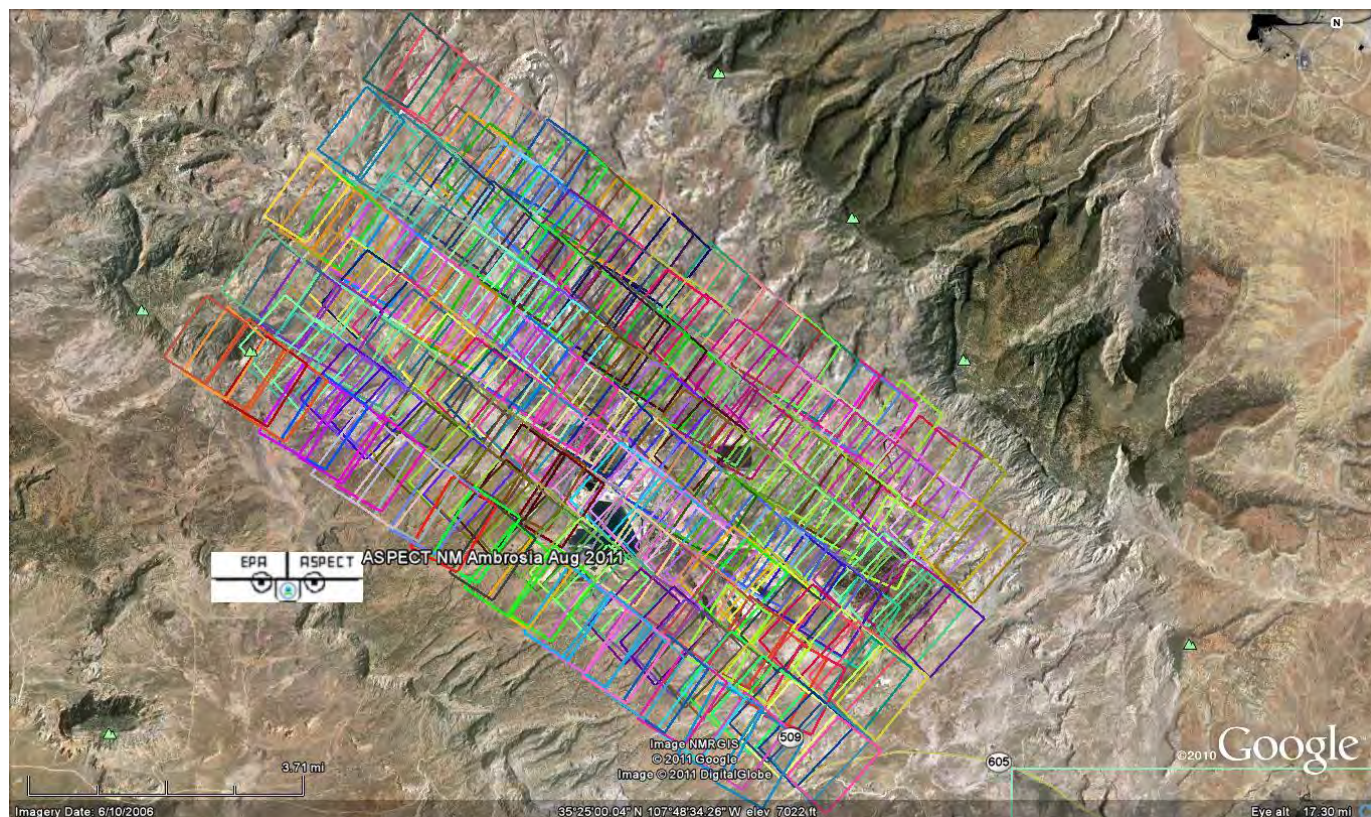 N
EPA ASPECT
ASPECT NM Ambrosia Aug 2011
509
Image NMRGIS
© 2011 Google
Image © 2011 DigitalGlobe
©2010 Google
605
3.71 mi
Imagery Date: 6/10/2006
35°25'00.04" N 107°48'34.26" W elev 7022 ft
Eye alt 17.30 mi